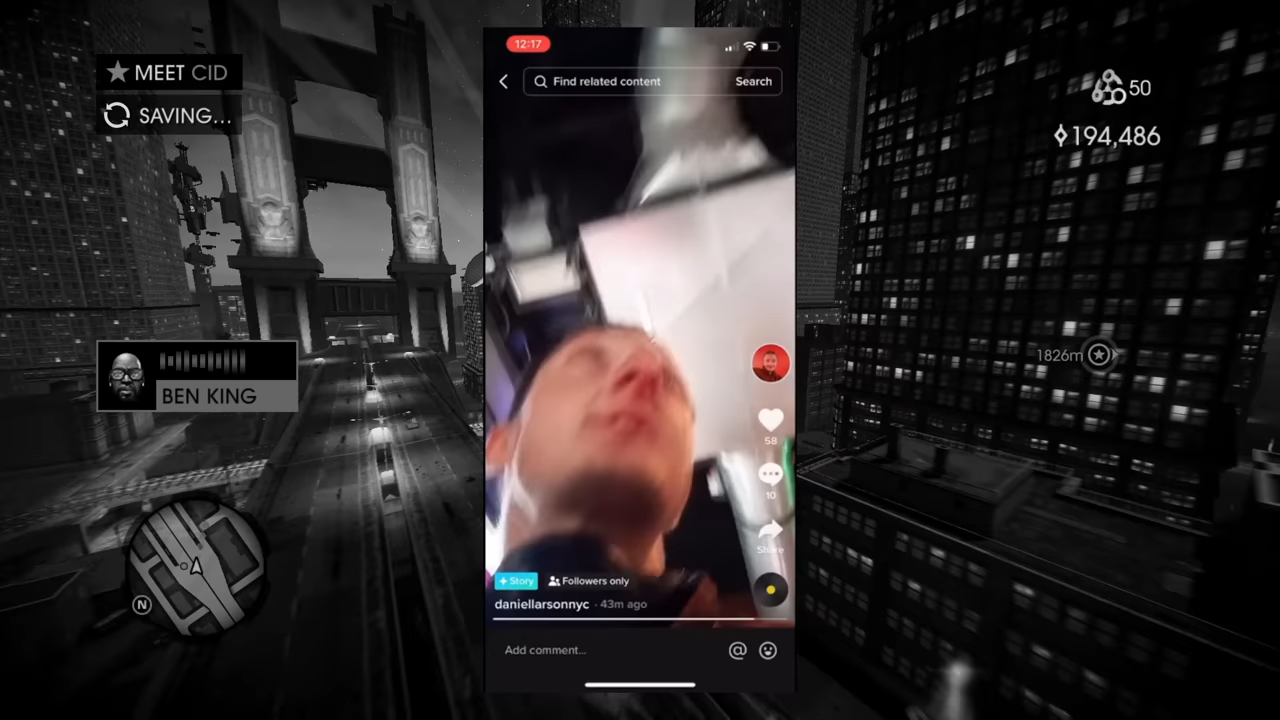 MEET CID
SAVING...
BEN KING
N
12:17
Find related content
Search
58
10
Share
Story
Followers only
daniellarsonnyc · 43m ago
Add comment...
@
50
194,486
1826m